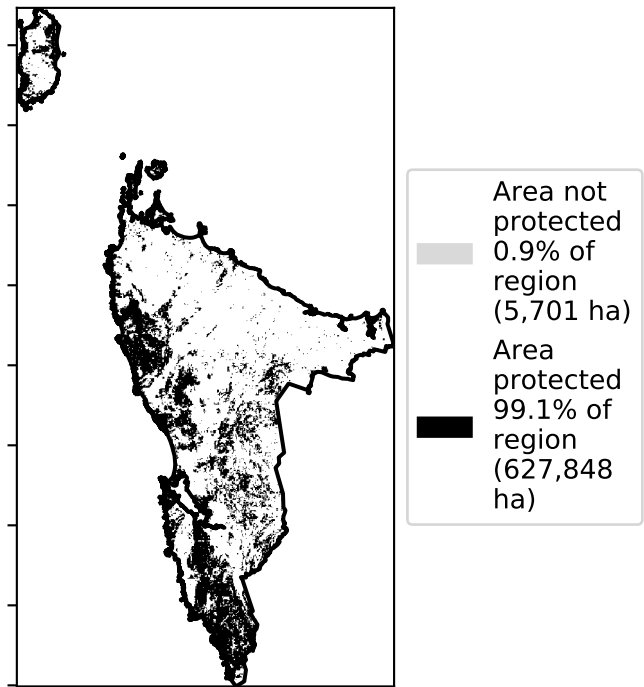 Area not
protected
0.9% of
region
(5,701 ha)
Area
protected
99.1% of
region
(627,848
ha)